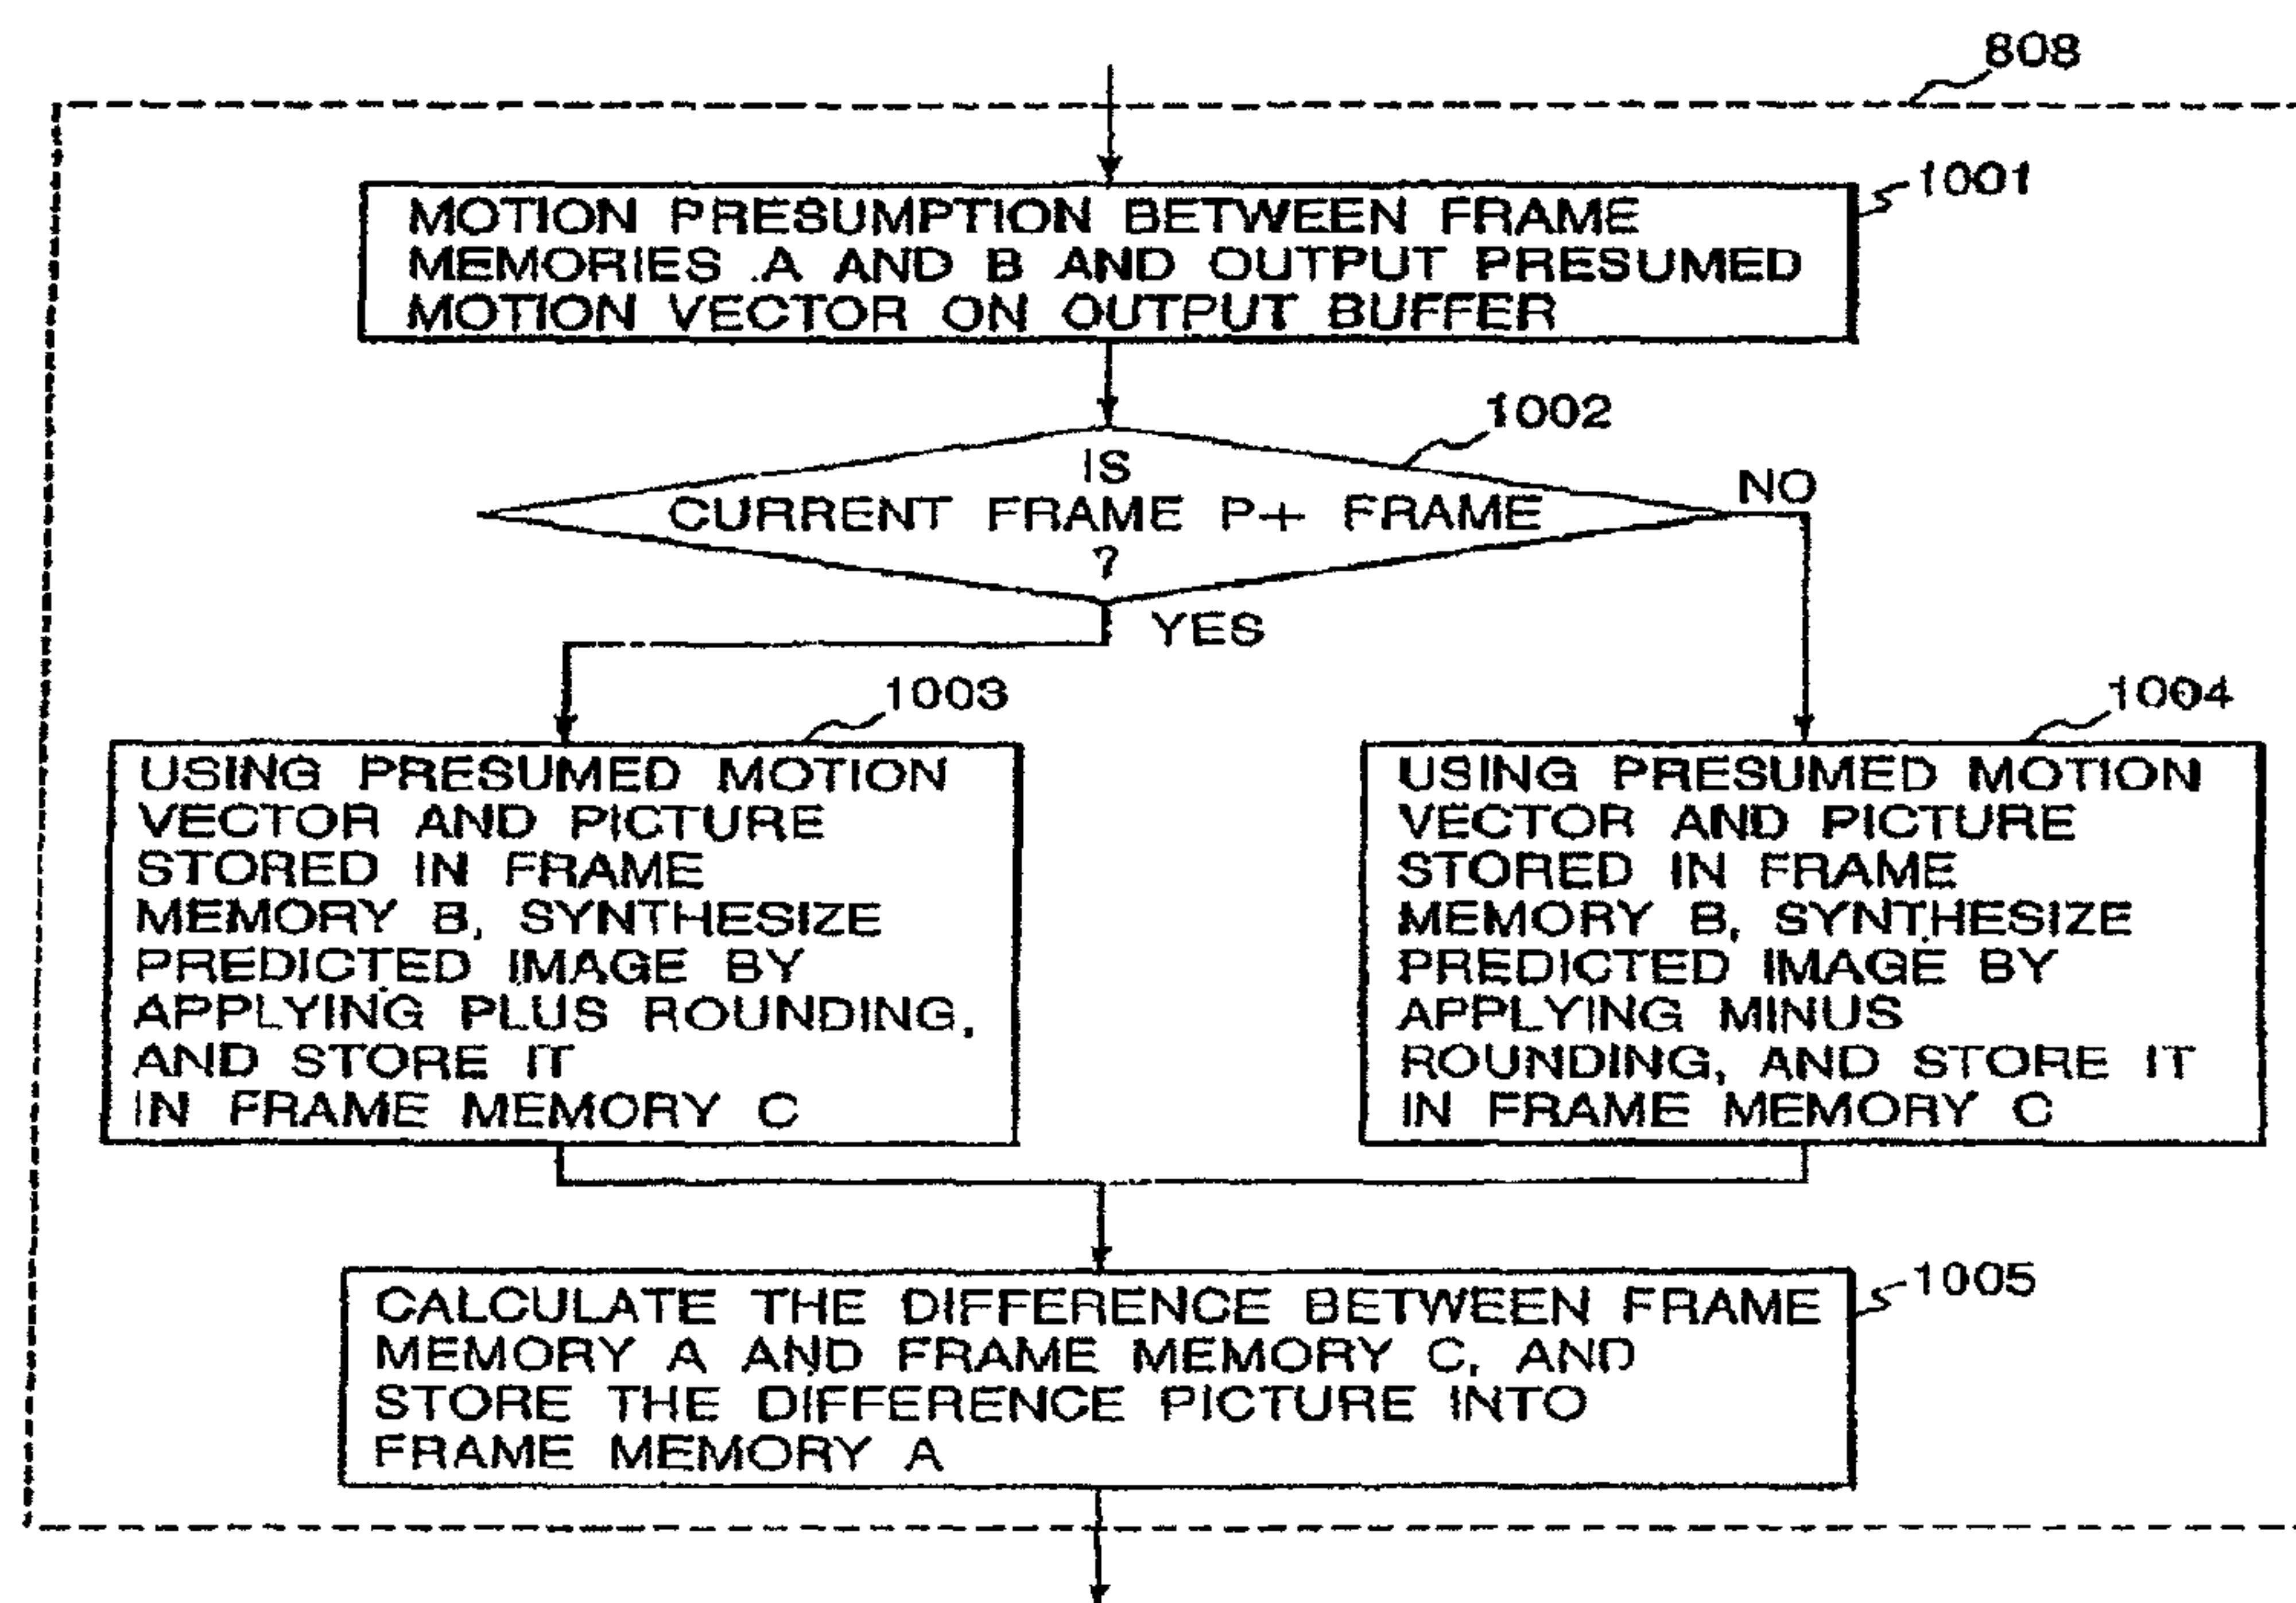 808
1001
MOTION PRESUMPTION BETWEEN FRAME
MEMORIES A AND B AND OUTPUT PRESUMED
MOTION VECTOR ON OUTPUT BUFFER
1002
IS
CURRENT FRAME P+ FRAME
?
NO
YES
1003
USING PRESUMED MOTION
VECTOR AND PICTURE
STORED IN FRAME
MEMORY B, SYNTHESIZE
PREDICTED IMAGE BY
APPLYING PLUS ROUNDING,
AND STORE IT
IN FRAME MEMORY C
1004
USING PRESUMED MOTION
VECTOR AND PICTURE
STORED IN FRAME
MEMORY B, SYNTHESIZE
PREDICTED IMAGE BY
APPLYING MINUS
ROUNDING, AND STORE IT
IN FRAME MEMORY C
1005
CALCULATE THE DIFFERENCE BETWEEN FRAME
MEMORY A AND FRAME MEMORY C, AND
STORE THE DIFFERENCE PICTURE INTO
FRAME MEMORY A